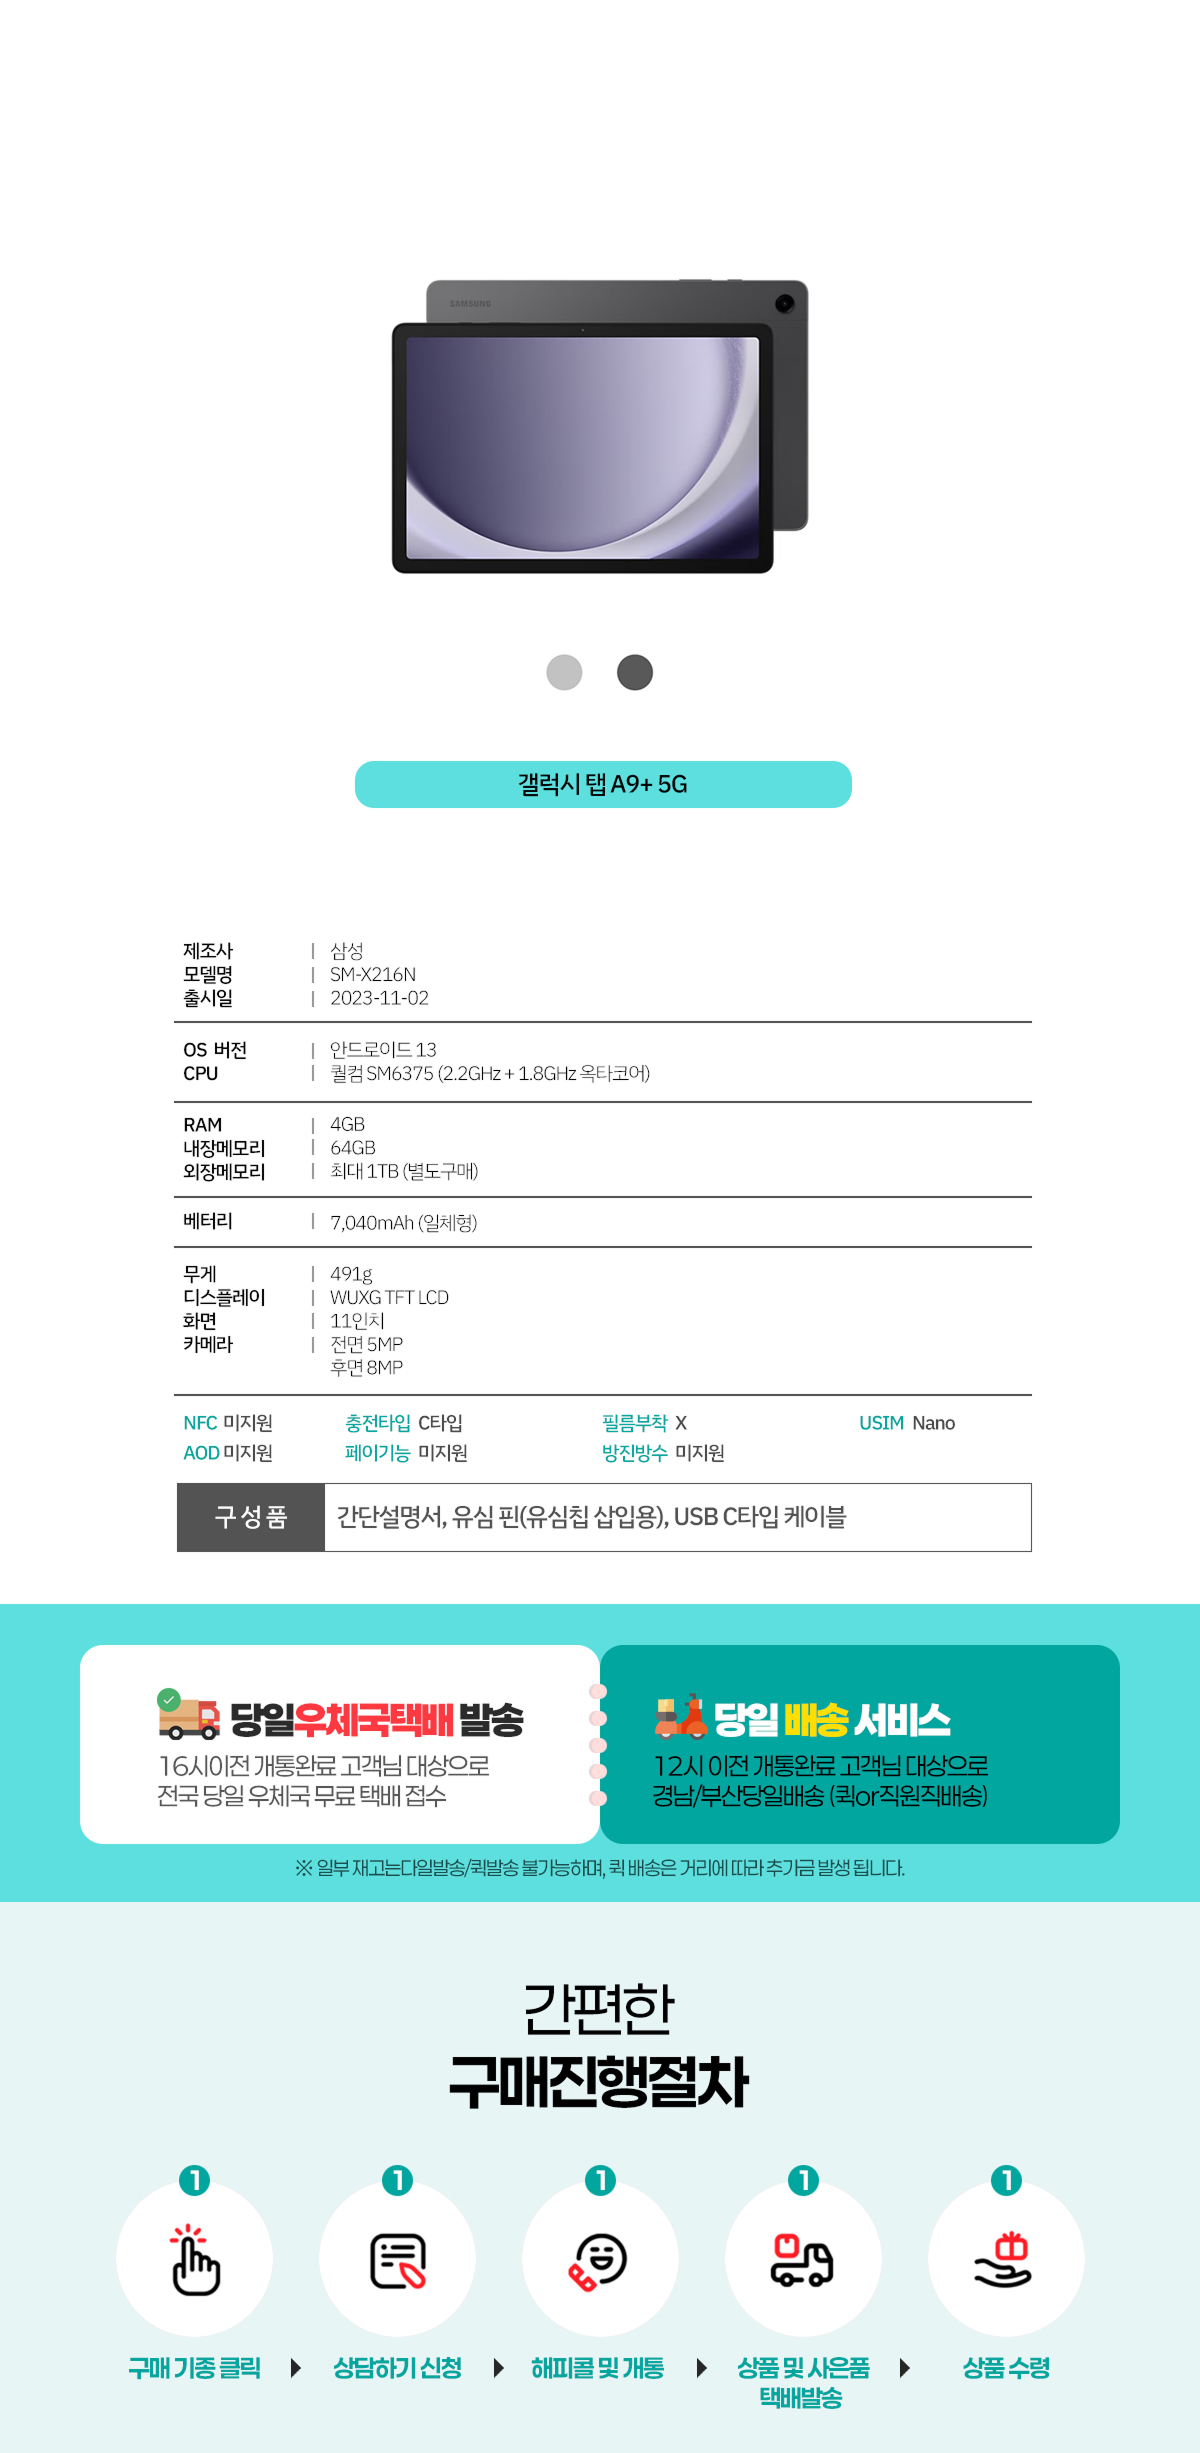 SAMSUNG
갤럭시 탭 A9+ 5G
제조사 | 삼성
모델명 | SM-X216N
출시일 | 2023-11-02
OS 버전 | 안드로이드 13
CPU | 퀄컴 SM6375 (2.2GHz + 1.8GHz 옥타코어)
RAM | 4GB
내장메모리 | 64GB
외장메모리 | 최대 1TB (별도구매)
베터리 | 7,040mAh (일체형)
무게 | 491g
디스플레이 | WUXG TFT LCD
화면 | 11인치
카메라 | 전면 5MP
후면 8MP
NFC 미지원 충전타입 C타입 필름부착 X USIM Nano
AOD 미지원 페이기능 미지원 방진방수 미지원
구성품 간단설명서, 유심 핀(유심칩 삽입용), USB C타입 케이블
당일우체국택배 발송
16시이전 개통완료 고객님 대상으로
전국 당일 우체국 무료 택배 접수
당일 배송 서비스
12시 이전 개통완료 고객님 대상으로
경남/부산당일배송 (퀵or직원직배송)
※ 일부 재고는다일발송/퀵발송 불가능하며, 퀵 배송은 거리에 따라 추가금 발생 됩니다.
간편한
구매진행절차
1 1 1 1 1
구매 기종 클릭 상담하기 신청 해피콜 및 개통 상품 및 사은품 상품 수령
택배발송